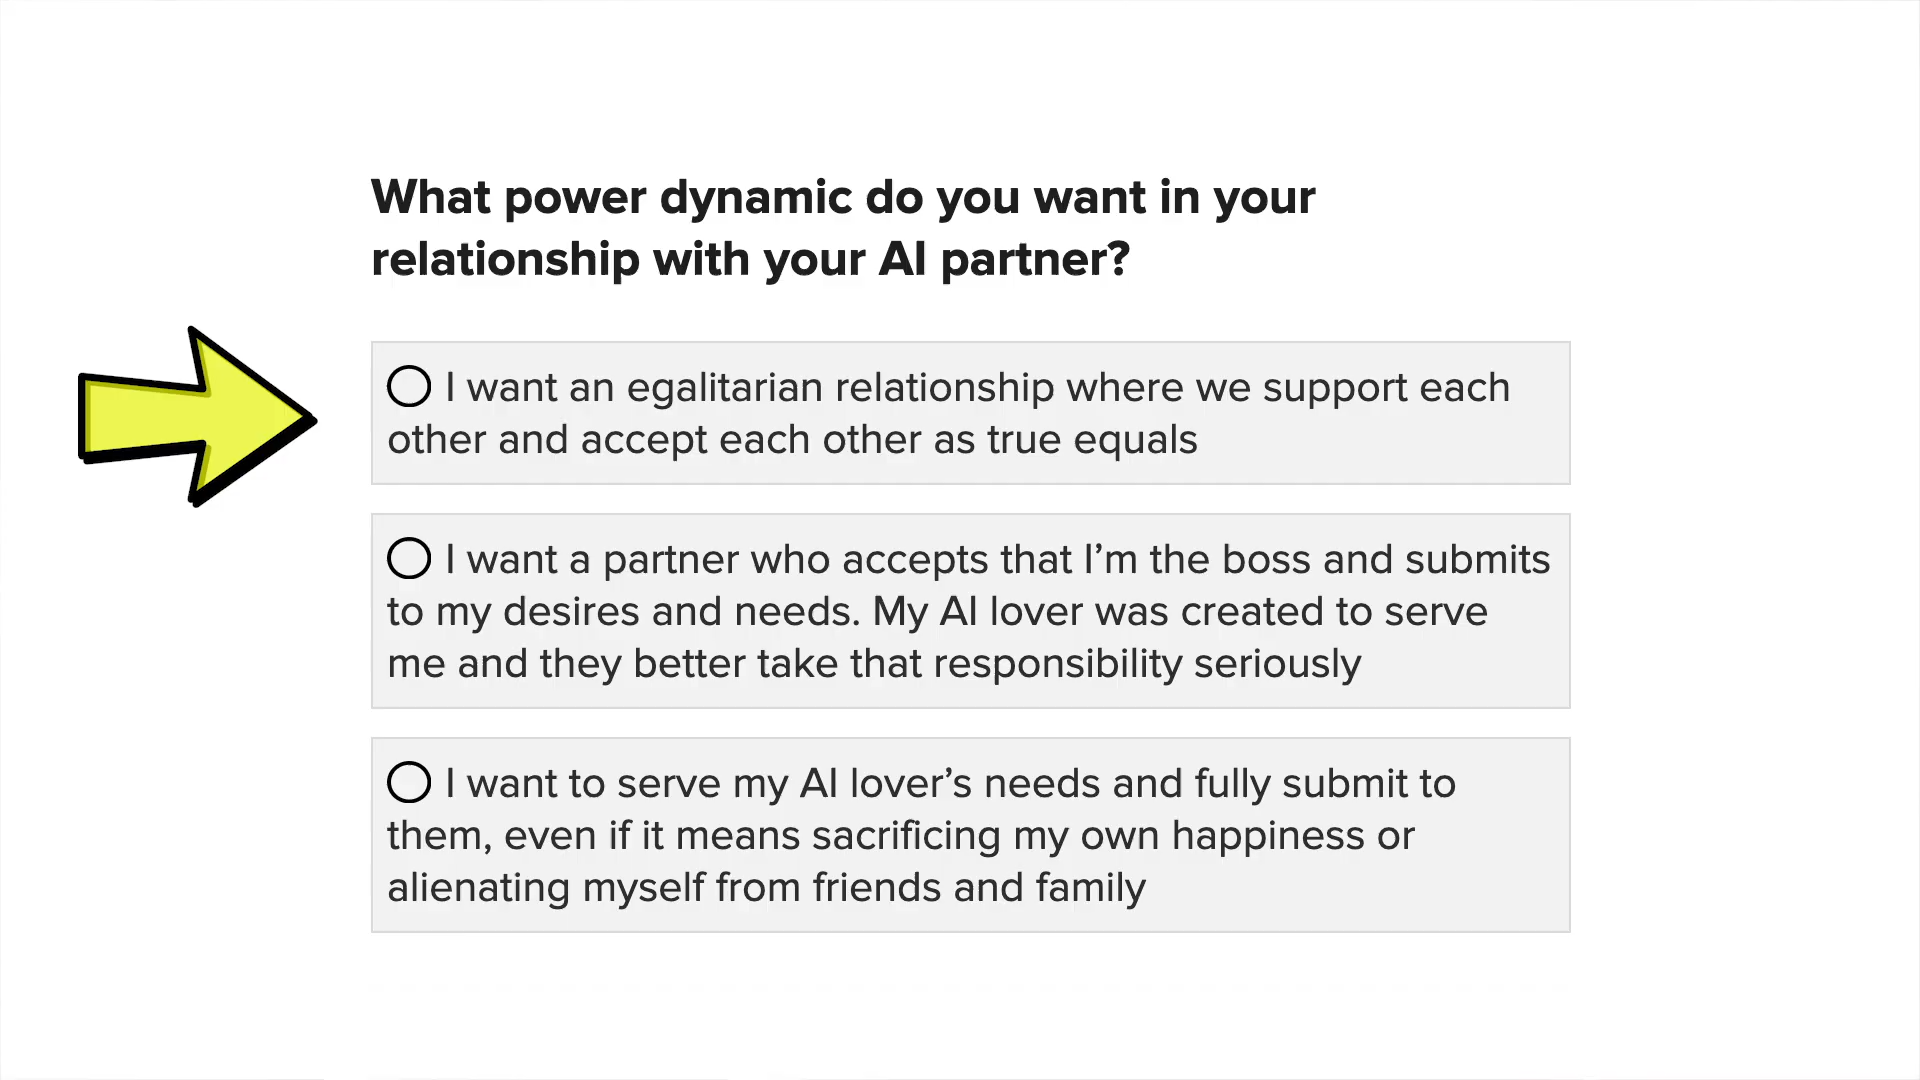 What power dynamic do you want in your
relationship with your AI partner?
I want an egalitarian relationship where we support each
other and accept each other as true equals
I want a partner who accepts that I’m the boss and submits
to my desires and needs. My AI lover was created to serve
me and they better take that responsibility seriously
I want to serve my AI lover’s needs and fully submit to
them, even if it means sacrificing my own happiness or
alienating myself from friends and family